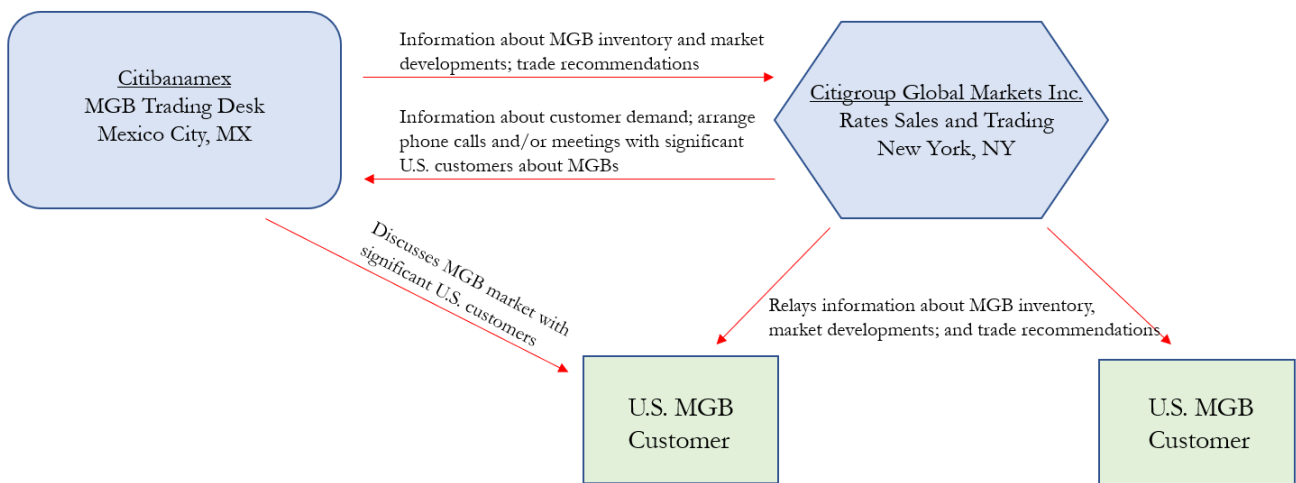 Citibanamex
MGB Trading Desk
Mexico City, MX
Information about MGB inventory and market
developments; trade recommendations
Information about customer demand; arrange
phone calls and/or meetings with significant
U.S. customers about MGBs
Citigroup Global Markets Inc.
Rates Sales and Trading
New York, NY
Discusses MGB market with
significant U.S. customers
Relays information about MGB inventory,
market developments; and trade recommendations
U.S. MGB
Customer
U.S. MGB
Customer